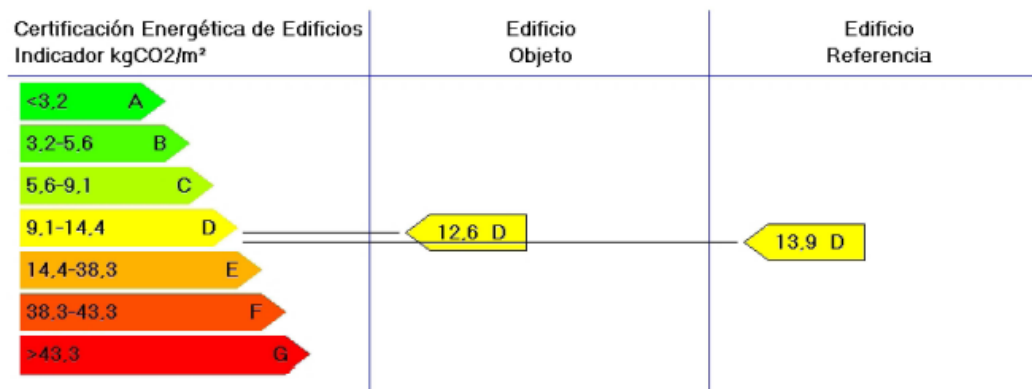 Certificación Energética de Edificios
Indicador kgCO2/m²
Edificio
Objeto
Edificio
Referencia
<3,2 A
3,2-5,6 B
5,6-9,1 C
9,1-14,4 D
12,6 D
13,9 D
14,4-38,3 E
38,3-43,3 F
>43,3 G